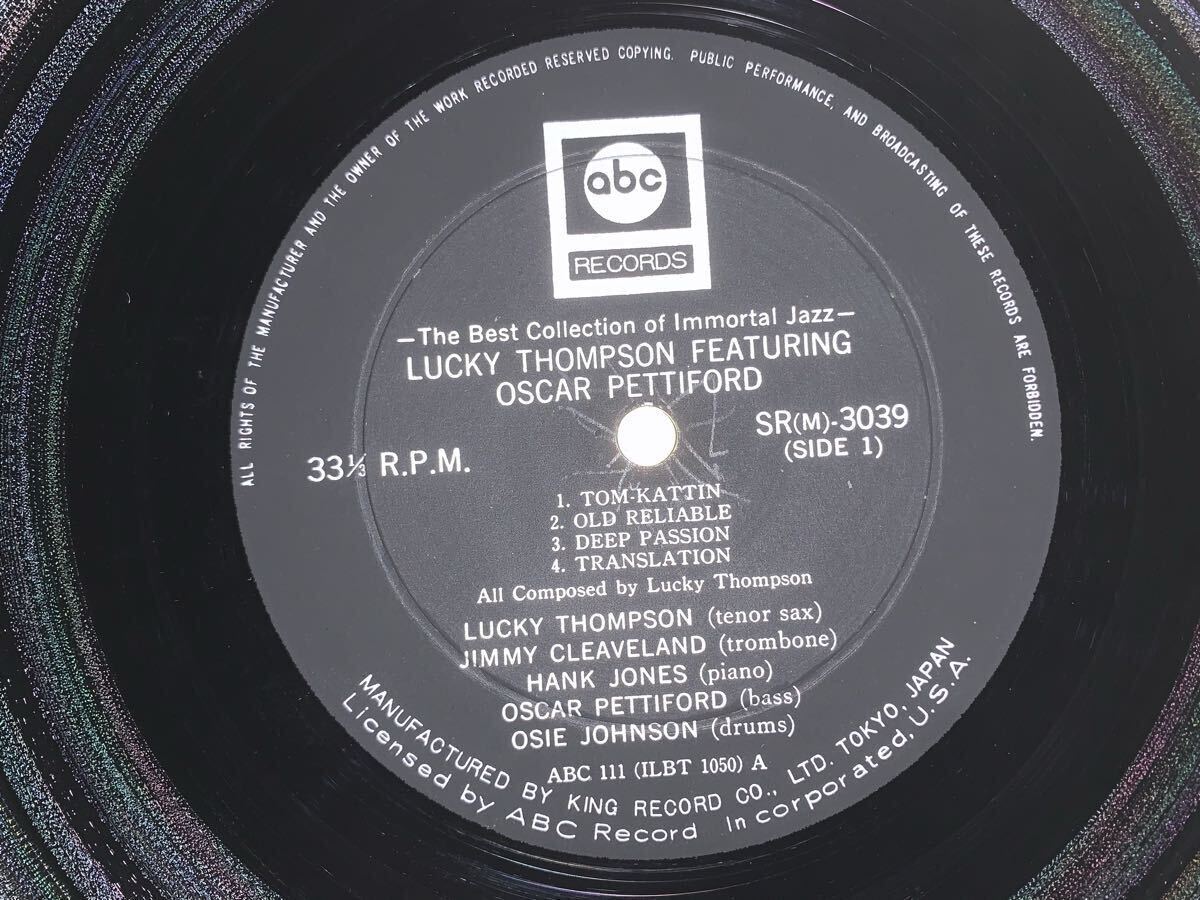 ALL RIGHTS OF THE MANUFACTURER AND THE OWNER OF THE WORK RECORDED RESERVED COPYING. PUBLIC PERFORMANCE, AND BROADCASTING OF THESE RECORDS ARE FORBIDDEN.
abc
RECORDS
—The Best Collection of Immortal Jazz—
LUCKY THOMPSON FEATURING
OSCAR PETTIFORD
SR(M)-3039
(SIDE 1)
33⅓ R.P.M.
1. TOM-KATTIN
2. OLD RELIABLE
3. DEEP PASSION
4. TRANSLATION
All Composed by Lucky Thompson
LUCKY THOMPSON (tenor sax)
JIMMY CLEAVELAND (trombone)
HANK JONES (piano)
OSCAR PETTIFORD (bass)
OSIE JOHNSON (drums)
ABC 111 (ILBT 1050) A
MANUFACTURED BY KING RECORD CO., LTD. TOKYO, JAPAN
Licensed by ABC Record Incorporated, U.S.A.